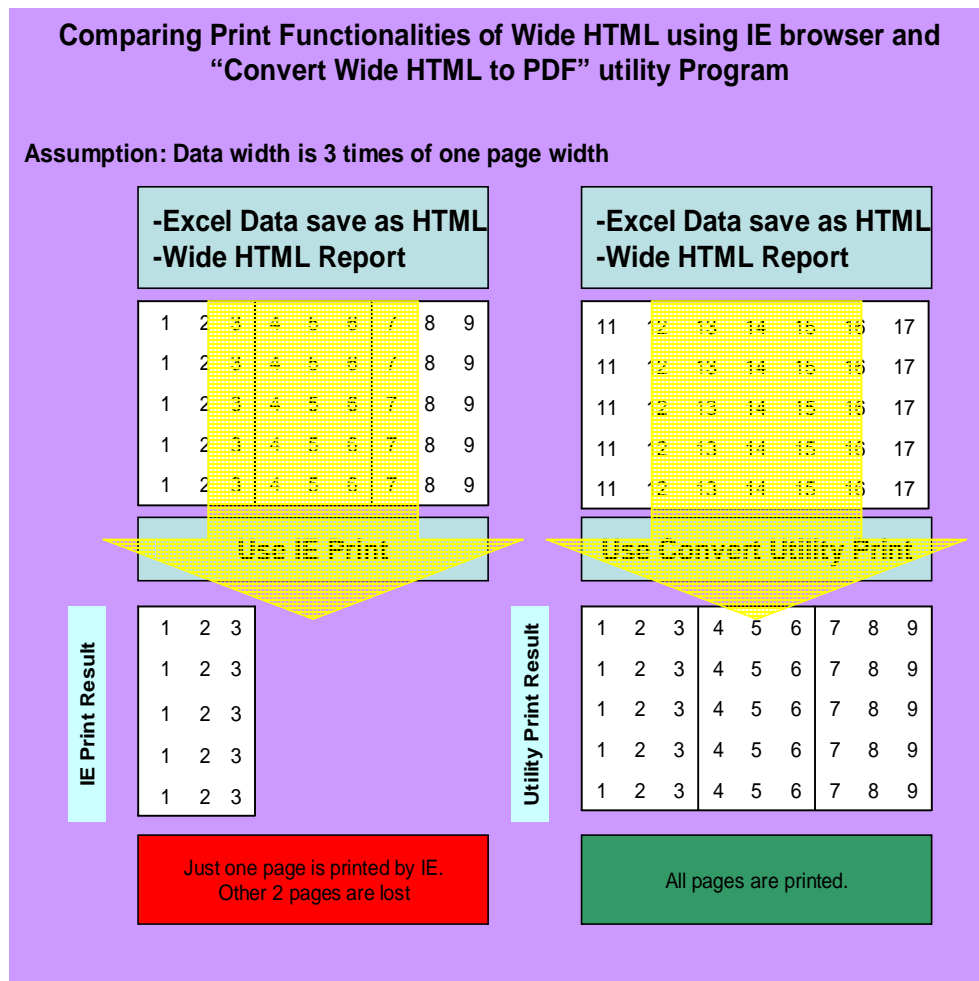 Comparing Print Functionalities of Wide HTML using IE browser and
“Convert Wide HTML to PDF” utility Program
Assumption: Data width is 3 times of one page width
-Excel Data save as HTML
-Wide HTML Report
1 2 3 4 5 6 7 8 9
1 2 3 4 5 6 7 8 9
1 2 3 4 5 6 7 8 9
1 2 3 4 5 6 7 8 9
1 2 3 4 5 6 7 8 9
Use IE Print
IE Print Result
1 2 3
1 2 3
1 2 3
1 2 3
1 2 3
Just one page is printed by IE.
Other 2 pages are lost
-Excel Data save as HTML
-Wide HTML Report
11 12 13 14 15 16 17
11 12 13 14 15 16 17
11 12 13 14 15 16 17
11 12 13 14 15 16 17
11 12 13 14 15 16 17
Use Convert Utility Print
Utility Print Result
1 2 3 4 5 6 7 8 9
1 2 3 4 5 6 7 8 9
1 2 3 4 5 6 7 8 9
1 2 3 4 5 6 7 8 9
1 2 3 4 5 6 7 8 9
All pages are printed.